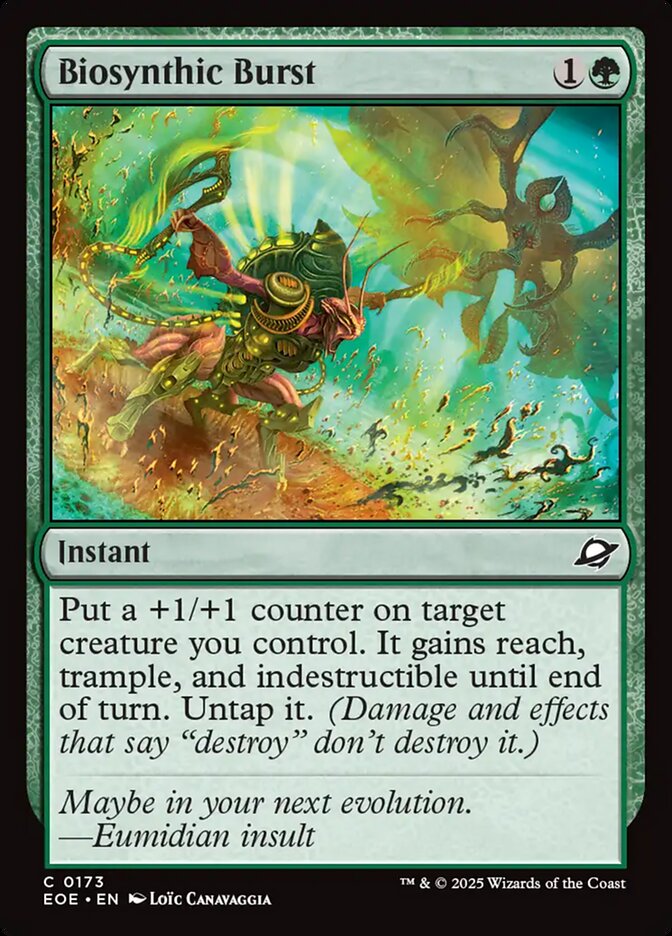 Biosynthic Burst 1
Instant
Put a +1/+1 counter on target
creature you control. It gains reach,
trample, and indestructible until end
of turn. Untap it. (Damage and effects
that say “destroy” don’t destroy it.)
Maybe in your next evolution.
—Eumidian insult
C 0173
EOE • EN Loïc Canavaggia
™ & © 2025 Wizards of the Coast